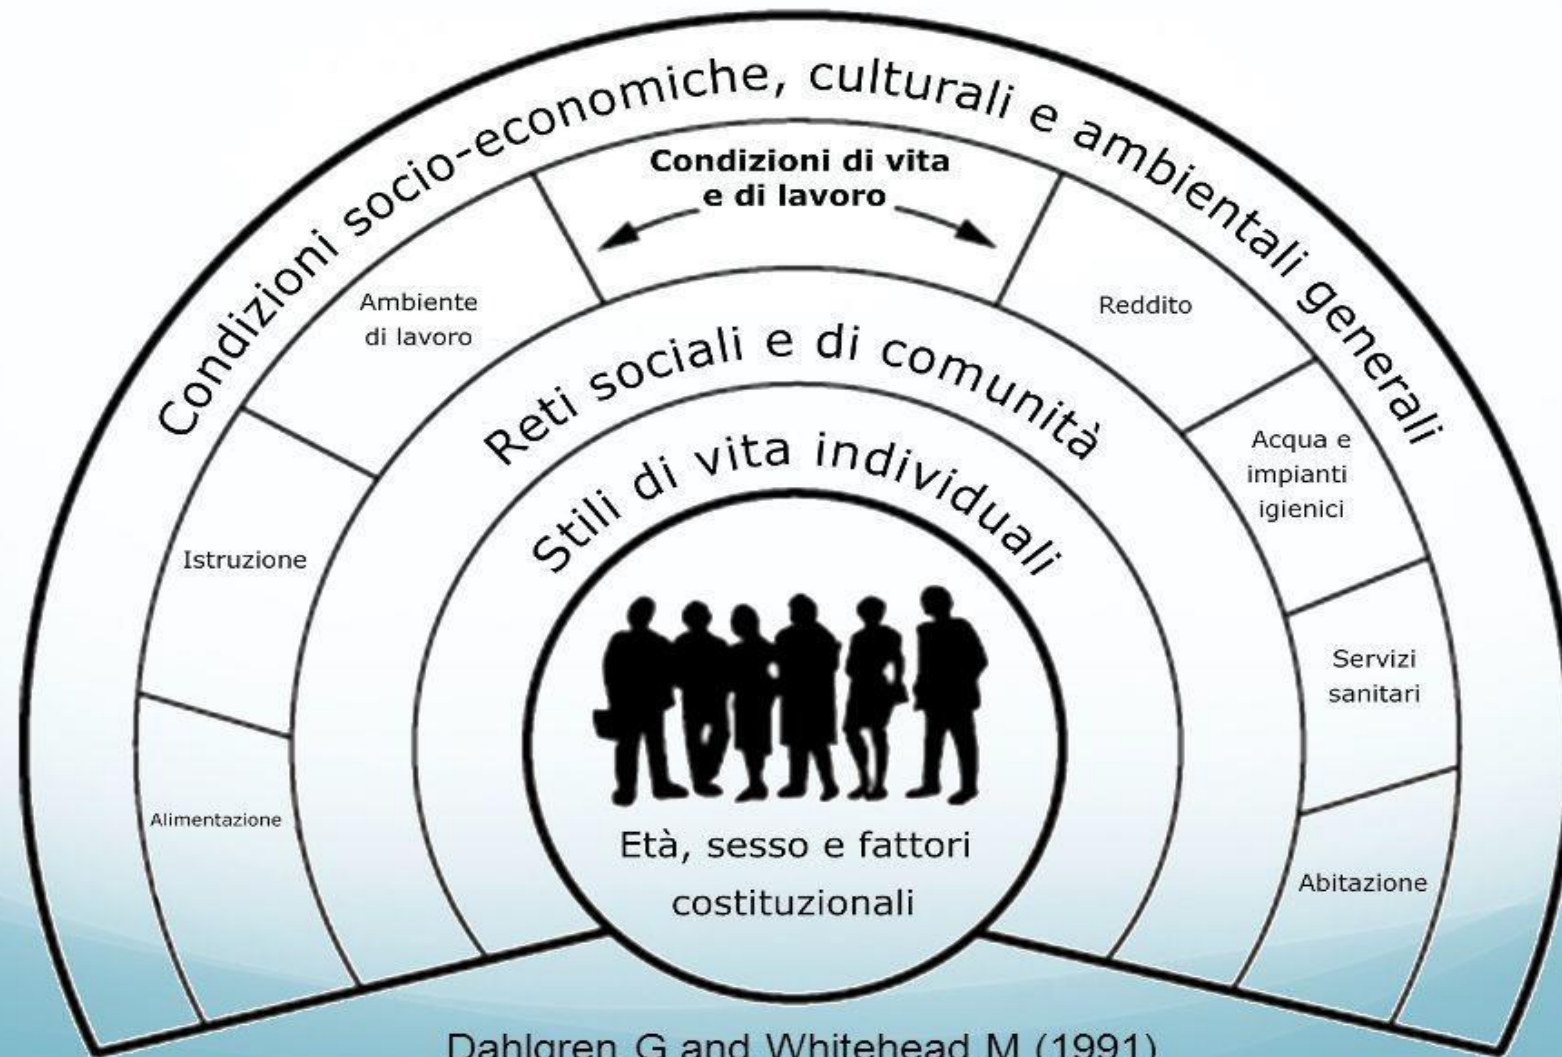 Condizioni socio-economiche, culturali e ambientali generali
Condizioni di vita
e di lavoro
Ambiente
di lavoro
Reddito
Reti sociali e di comunità
Acqua e
impianti
igienici
Stili di vita individuali
Istruzione
Servizi
sanitari
Alimentazione
Età, sesso e fattori
costituzionali
Abitazione
Dahlgren G and Whitehead M (1991)